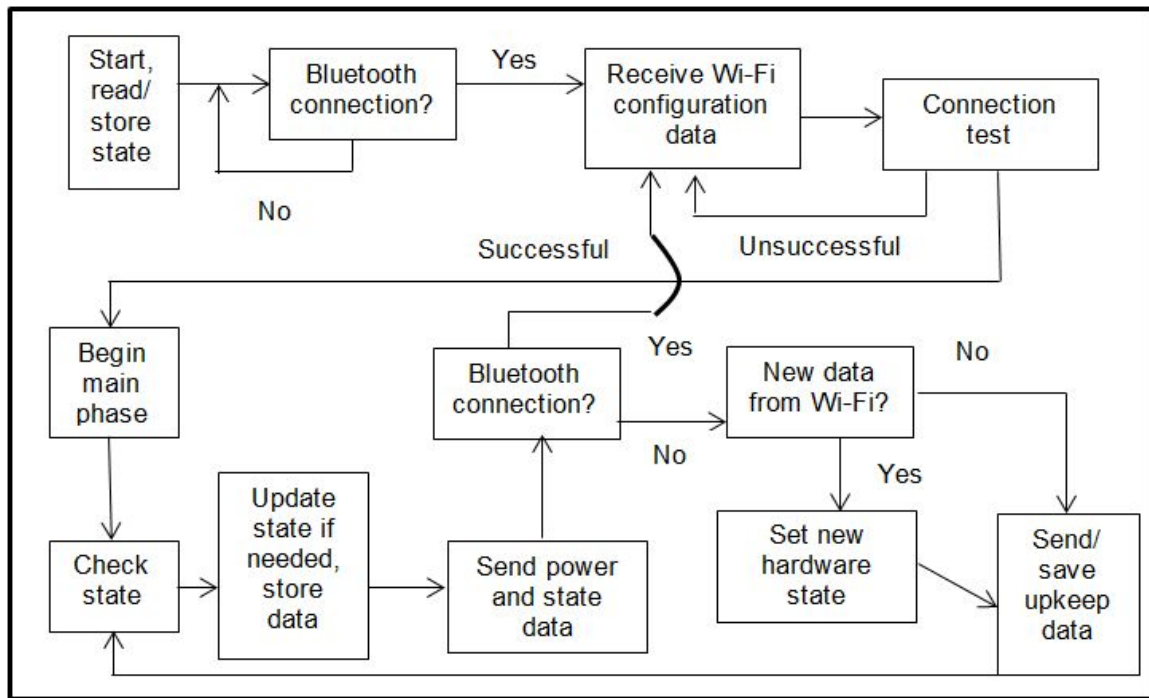 Start,
read/
store
state
Bluetooth
connection?
Yes
No
Receive Wi-Fi
configuration
data
Connection
test
Successful
Unsuccessful
Begin
main
phase
Bluetooth
connection?
Yes
No
New data
from Wi-Fi?
No
Yes
Check
state
Update
state if
needed,
store
data
Send power
and state
data
Set new
hardware
state
Send/
save
upkeep
data